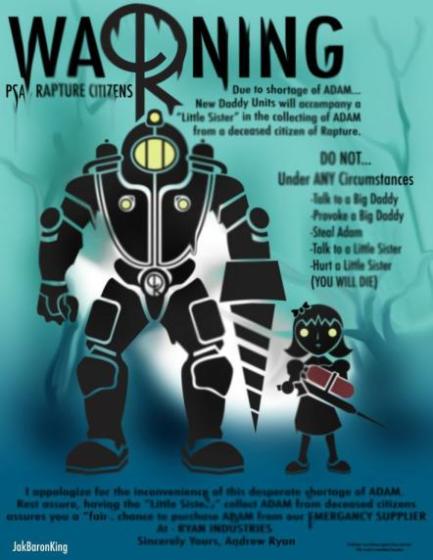 WARNING
PSA RAPTURE CITIZENS
Due to shortage of ADAM...
New Daddy Units will accompany a
"Little Sister" in the collecting of ADAM
from a deceased citizen of Rapture.
DO NOT...
Under ANY Circumstances
-Talk to a Big Daddy
-Provoke a Big Daddy
-Steal Adam
-Talk to a Little Sister
-Hurt a Little Sister
(YOU WILL DIE)
I appologize for the inconvenience of this desperate shortage of ADAM.
Rest assure, having the "Little collect ADAM from deceased citizens
assures you a "fair.. chance to purchase ADAM from our EMERGANCY SUPPLIER
At - RYAN INDUSTRIES
Sincerely Yours, Andrew Ryan
JakBaronKing